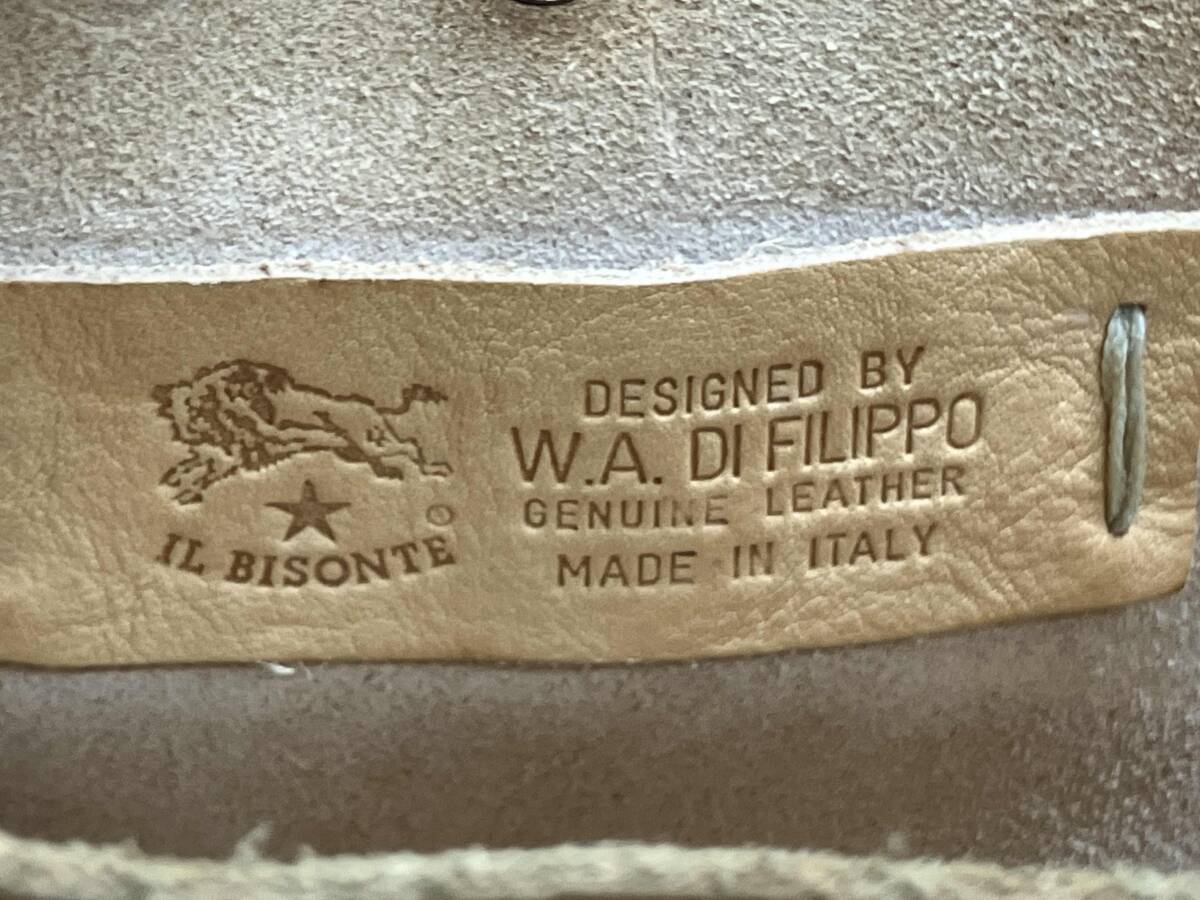 IL BISONTE
DESIGNED BY
W.A. DI FILIPPO
GENUINE LEATHER
MADE IN ITALY